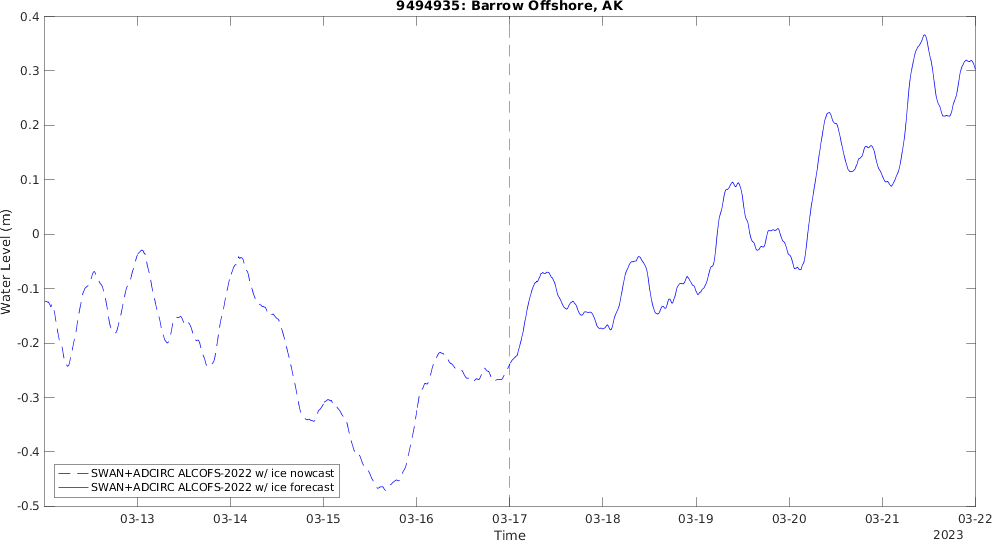 9494935: Barrow Offshore, AK
0.4
0.3
0.2
0.1
0
-0.1
-0.2
-0.3
-0.4
-0.5
Water Level (m)
SWAN+ADCIRC ALCOFS-2022 w/ ice nowcast
SWAN+ADCIRC ALCOFS-2022 w/ ice forecast
03-13 03-14 03-15 03-16 03-17 03-18 03-19 03-20 03-21 03-22
Time
2023